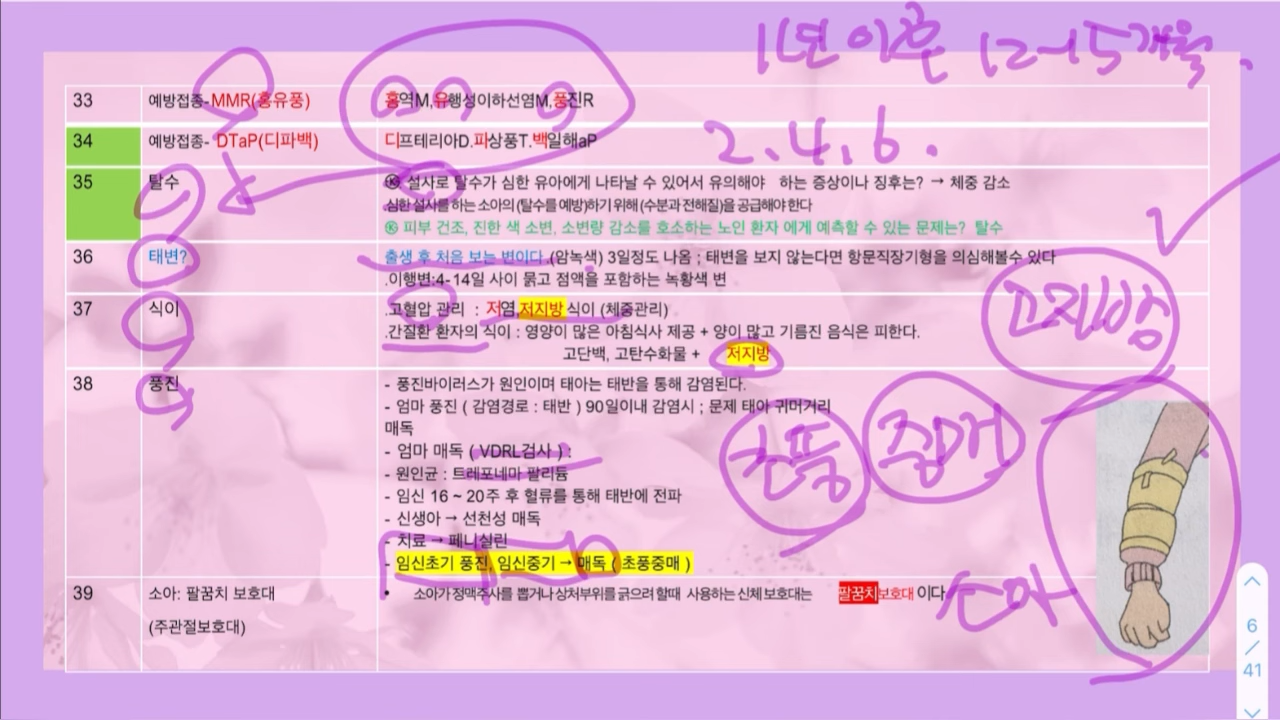 1년 이후 12~15개월.
33 예방접종-MMR(홍유풍) 홍역M,유행성이하선염M,풍진R
2.4.6.
34 예방접종- DTaP(디파백) 디프테리아D.파상풍T.백일해aP
35 탈수 설사로 탈수가 심한 유아에게 나타날 수 있어서 유의해야 하는 증상이나 징후는? → 체중 감소
심한 설사를 하는 소아의 (탈수를 예방)하기 위해 (수분과 전해질)을 공급해야 한다
피부 건조, 진한 색 소변, 소변량 감소를 호소하는 노인 환자 에게 예측할 수 있는 문제는? 탈수
36 태변? 출생 후 처음 보는 변이다.(암녹색) 3일정도 나옴 ; 태변을 보지 않는다면 항문직장기형을 의심해볼수 있다
.이행변:4-14일 사이 묽고 점액을 포함하는 녹황색 변
37 식이 .고혈압 관리 : 저염,저지방 식이 (체중관리)
고지방
.간질환 환자의 식이 : 영양이 많은 아침식사 제공 + 양이 많고 기름진 음식은 피한다.
고단백, 고탄수화물 + 저지방
38 풍진 - 풍진바이러스가 원인이며 태아는 태반을 통해 감염된다.
- 엄마 풍진 ( 감염경로 : 태반 ) 90일이내 감염시 ; 문제 태아 귀머거리
매독
- 엄마 매독 ( VDRL검사 ) :
초풍
- 원인균 : 트레포네마 팔리듐
- 임신 16 ~ 20주 후 혈류를 통해 태반에 전파
- 신생아 → 선천성 매독
- 치료 → 페니실린
- 임신초기 풍진, 임신중기 → 매독 ( 초풍중매 )
39 소아: 팔꿈치 보호대 • 소아가 정맥주사를 뽑거나 상처부위를 긁으려 할때 사용하는 신체 보호대는 팔꿈치보호대 이다
소아
(주관절보호대)
6
/
41